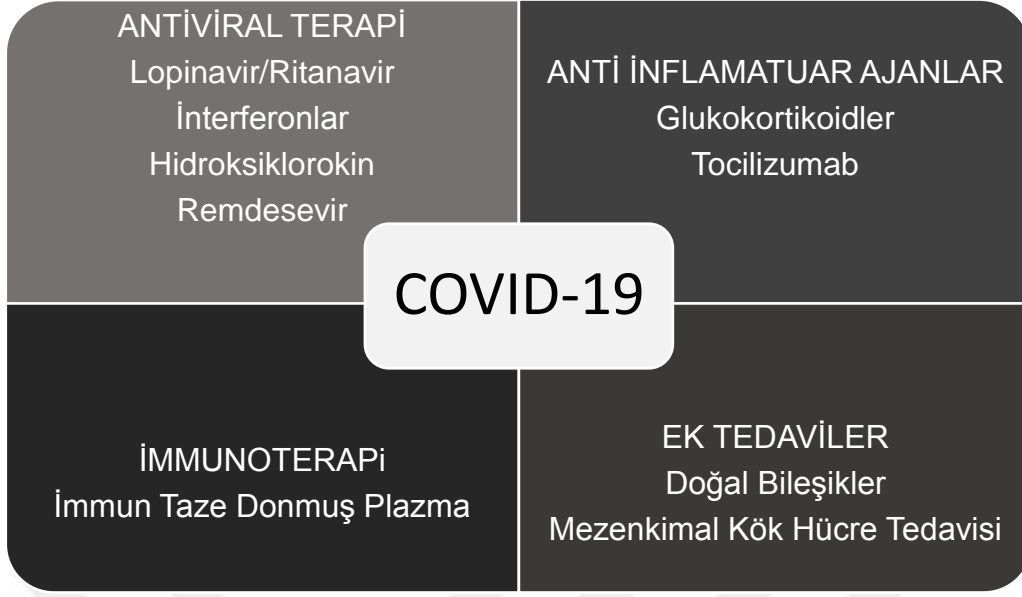 ANTİVİRAL TERAPİ
Lopinavir/Ritanavir
İnterferonlar
Hidroksiklorokin
Remdesevir
ANTİ İNFLAMATUAR AJANLAR
Glukokortikoidler
Tocilizumab
COVID-19
İMMUNOTERAPi
İmmun Taze Donmuş Plazma
EK TEDAVİLER
Doğal Bileşikler
Mezenkimal Kök Hücre Tedavisi